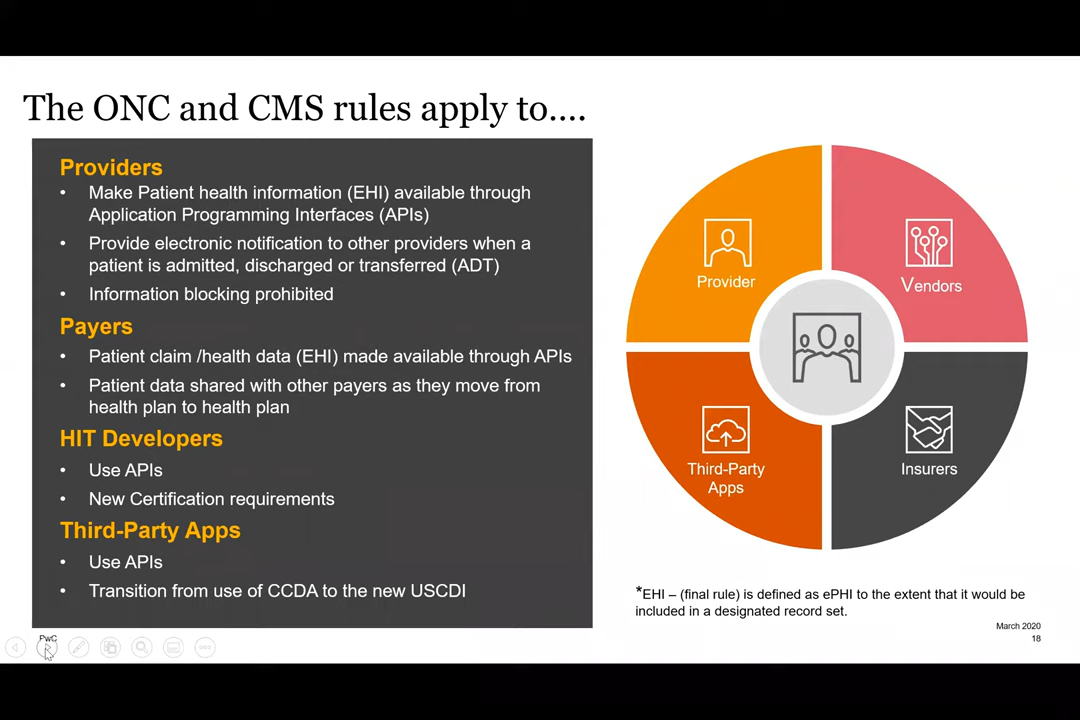 The ONC and CMS rules apply to....
Providers
• Make Patient health information (EHI) available through
Application Programming Interfaces (APIs)
• Provide electronic notification to other providers when a
patient is admitted, discharged or transferred (ADT)
• Information blocking prohibited
Payers
• Patient claim /health data (EHI) made available through APIs
• Patient data shared with other payers as they move from
health plan to health plan
HIT Developers
• Use APIs
• New Certification requirements
Third-Party Apps
• Use APIs
• Transition from use of CCDA to the new USCDI
Provider
Vendors
Third-Party
Apps
Insurers
*EHI – (final rule) is defined as ePHI to the extent that it would be
included in a designated record set.
March 2020
18
PwC